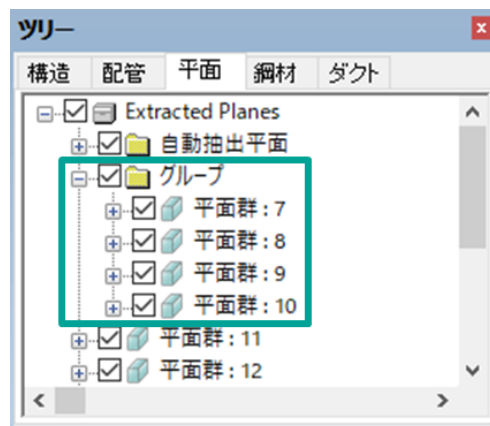 ツリー
構造 配管 平面 鋼材 ダクト
Extracted Planes
自動抽出平面
グループ
平面群 : 7
平面群 : 8
平面群 : 9
平面群 : 10
平面群 : 11
平面群 : 12